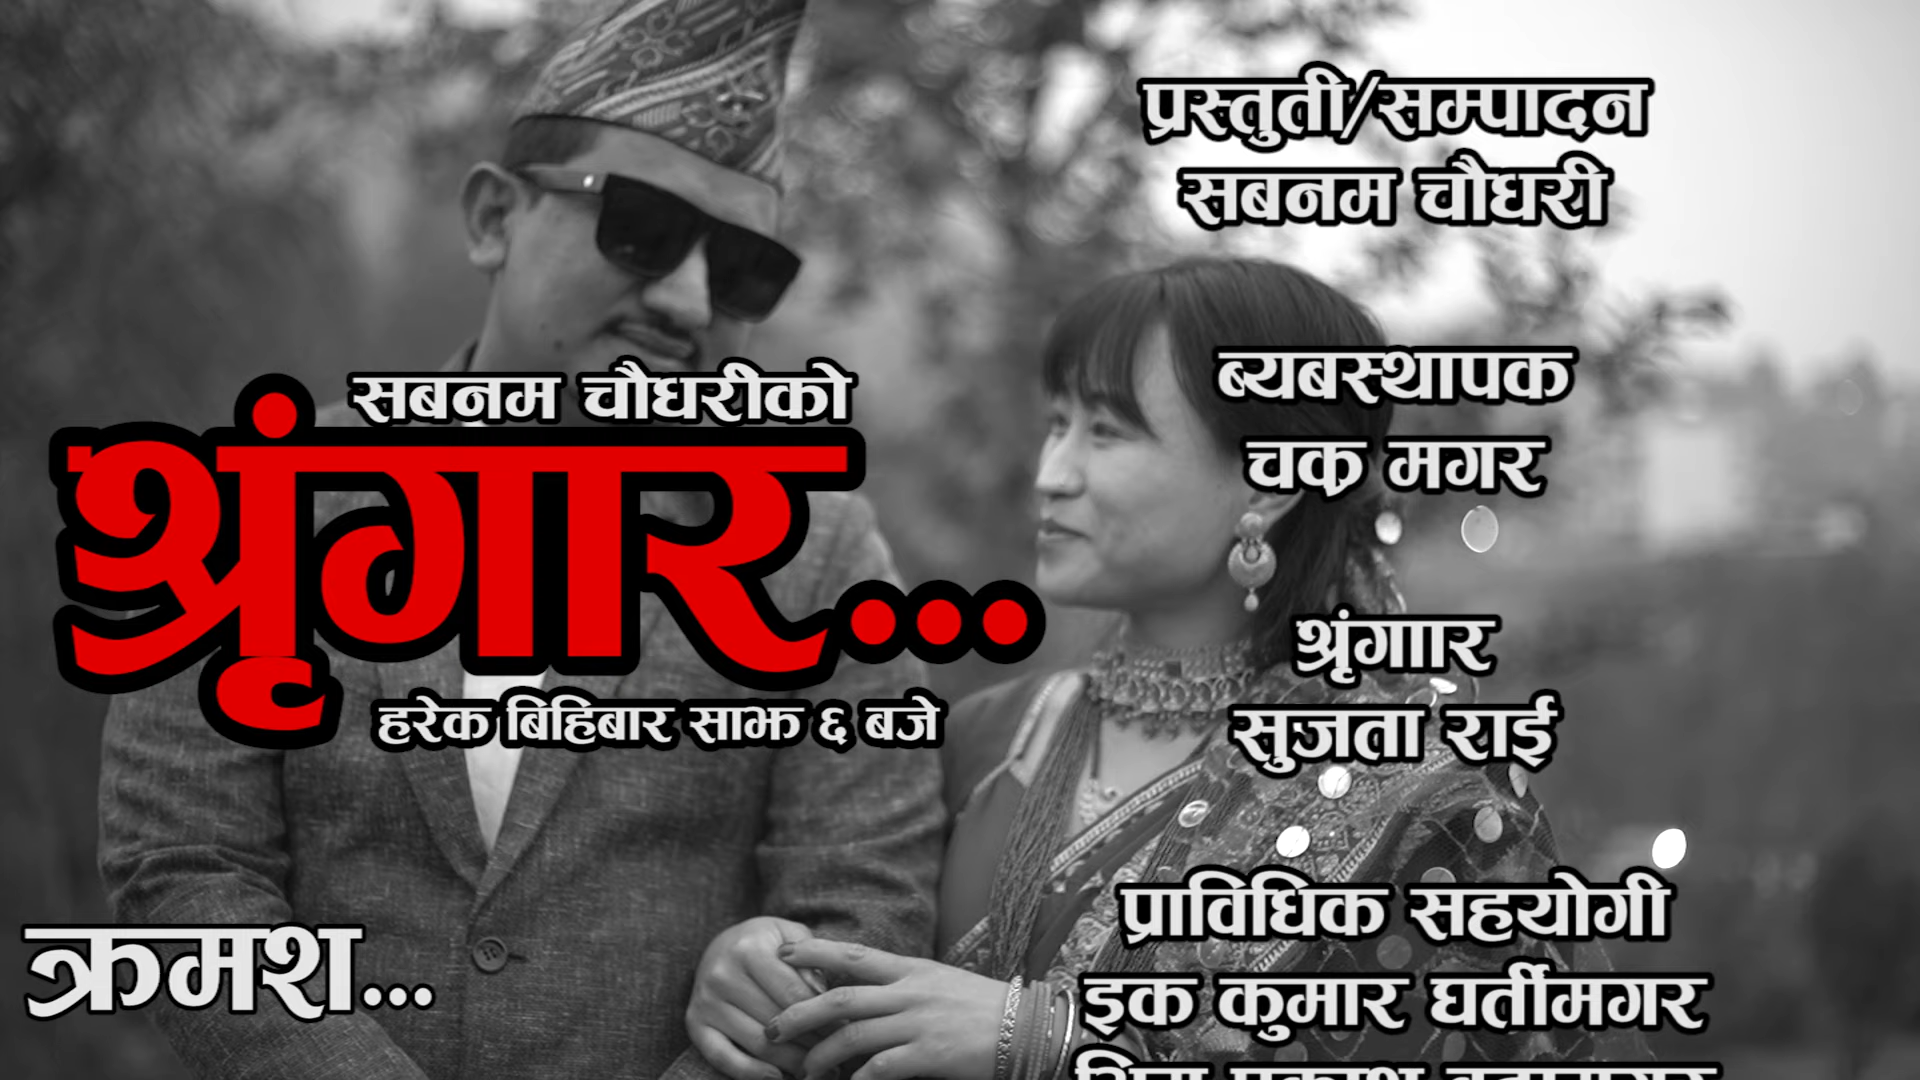 सबनम चौधरीको
श्रृंगार...
हरेक बिहिबार साझ ६ बजे
क्रमश...
प्रस्तुती/सम्पादन
सबनम चौधरी
ब्यबस्थापक
चक्र मगर
श्रृंगाार
सुजता राई
प्राविधिक सहयोगी
इक कुमार घर्तीमगर